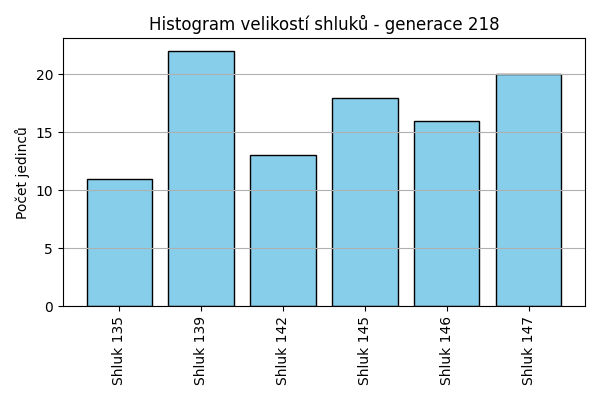 Histogram velikostí shluků - generace 218
Počet jedinců
20
15
10
5
0
Shluk 135
Shluk 139
Shluk 142
Shluk 145
Shluk 146
Shluk 147